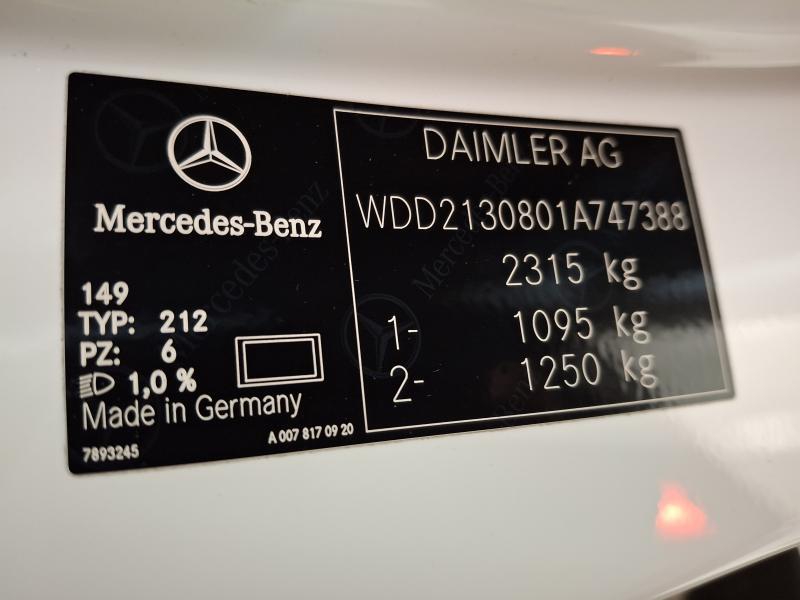 Mercedes-Benz
149
TYP: 212
PZ: 6
1,0 %
Made in Germany
7893245
A 007 817 09 20
DAIMLER AG
WDD2130801A747388
2315 kg
1- 1095 kg
2- 1250 kg